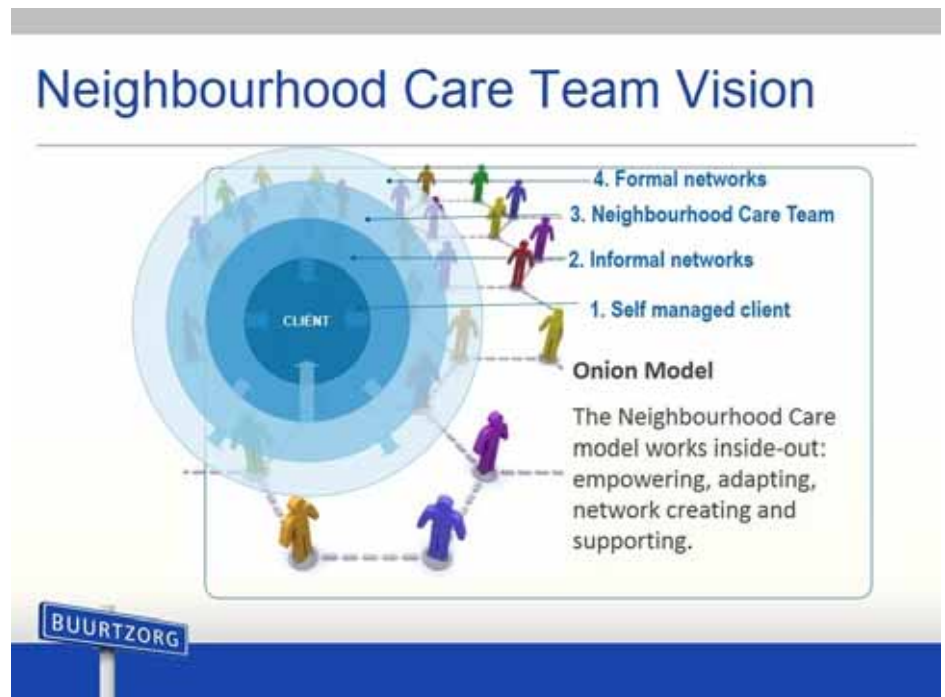 Neighbourhood Care Team Vision
4. Formal networks
3. Neighbourhood Care Team
2. Informal networks
1. Self managed client
CLIENT
Onion Model
The Neighbourhood Care
model works inside-out:
empowering, adapting,
network creating and
supporting.
BUURTZORG